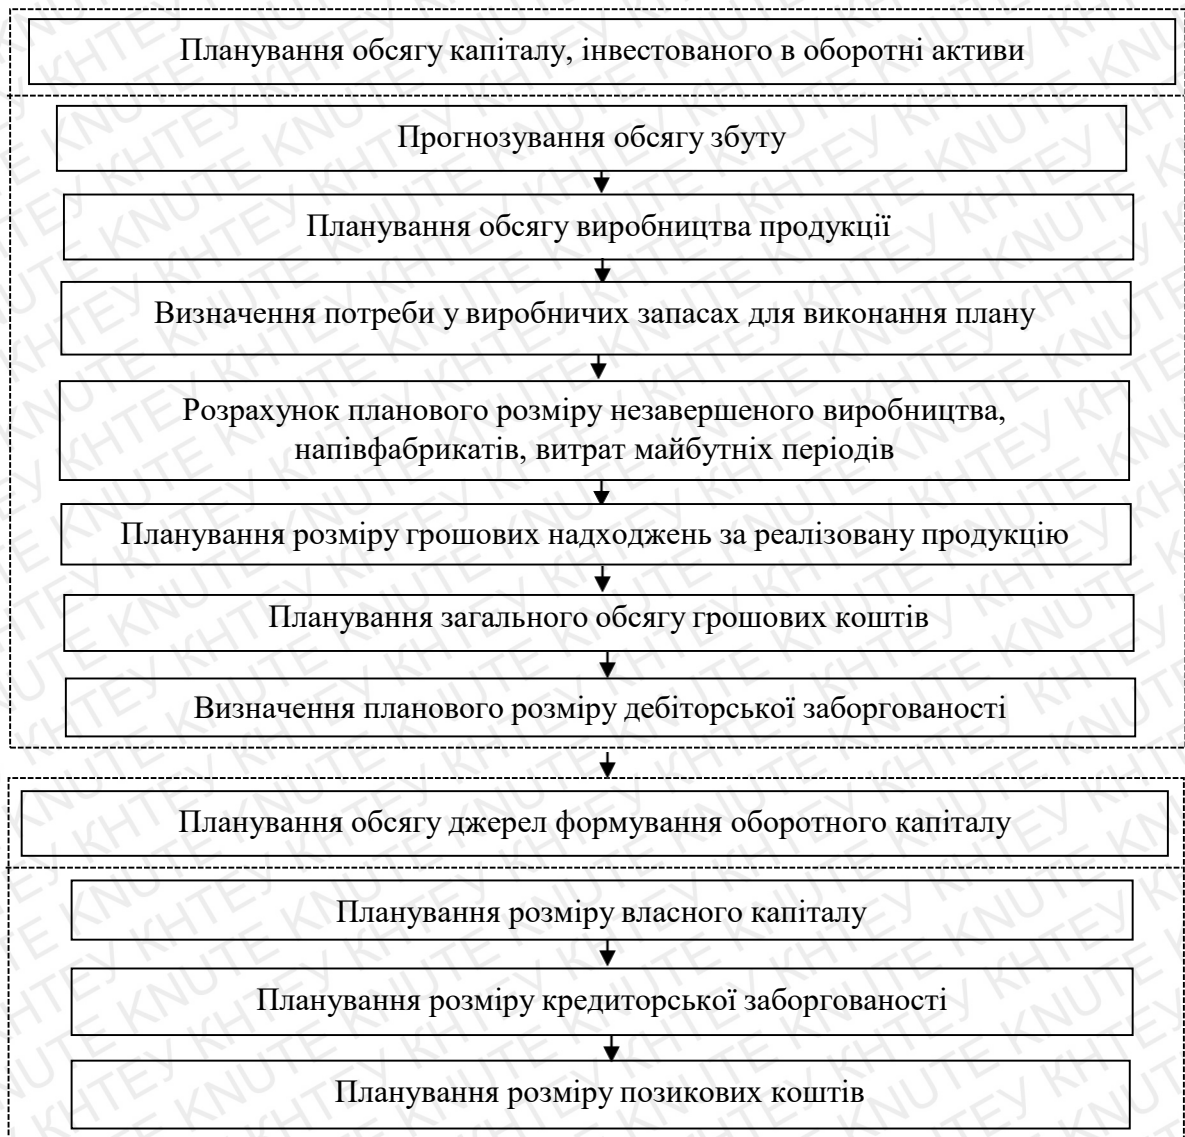 Планування обсягу капіталу, інвестованого в оборотні активи
Прогнозування обсягу збуту
Планування обсягу виробництва продукції
Визначення потреби у виробничих запасах для виконання плану
Розрахунок планового розміру незавершеного виробництва,
напівфабрикатів, витрат майбутніх періодів
Планування розміру грошових надходжень за реалізовану продукцію
Планування загального обсягу грошових коштів
Визначення планового розміру дебіторської заборгованості
Планування обсягу джерел формування оборотного капіталу
Планування розміру власного капіталу
Планування розміру кредиторської заборгованості
Планування розміру позикових коштів